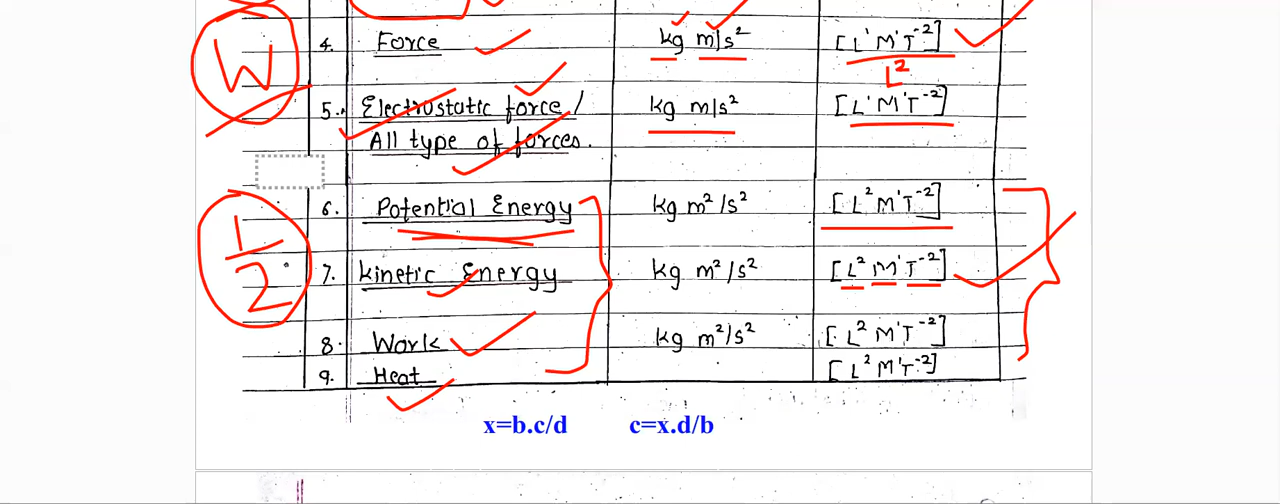 4. Force kg m/s² [L¹M¹T⁻²]
L²
W
5. Electrostatic force / kg m/s² [L¹M¹T⁻²]
All type of forces.
6. Potential Energy kg m²/s² [L²M¹T⁻²]
1/2
7. Kinetic Energy kg m²/s² [L²M¹T⁻²]
8. Work kg m²/s² [L²M¹T⁻²]
9. Heat [L²M¹T⁻²]
x=b.c/d c=x.d/b